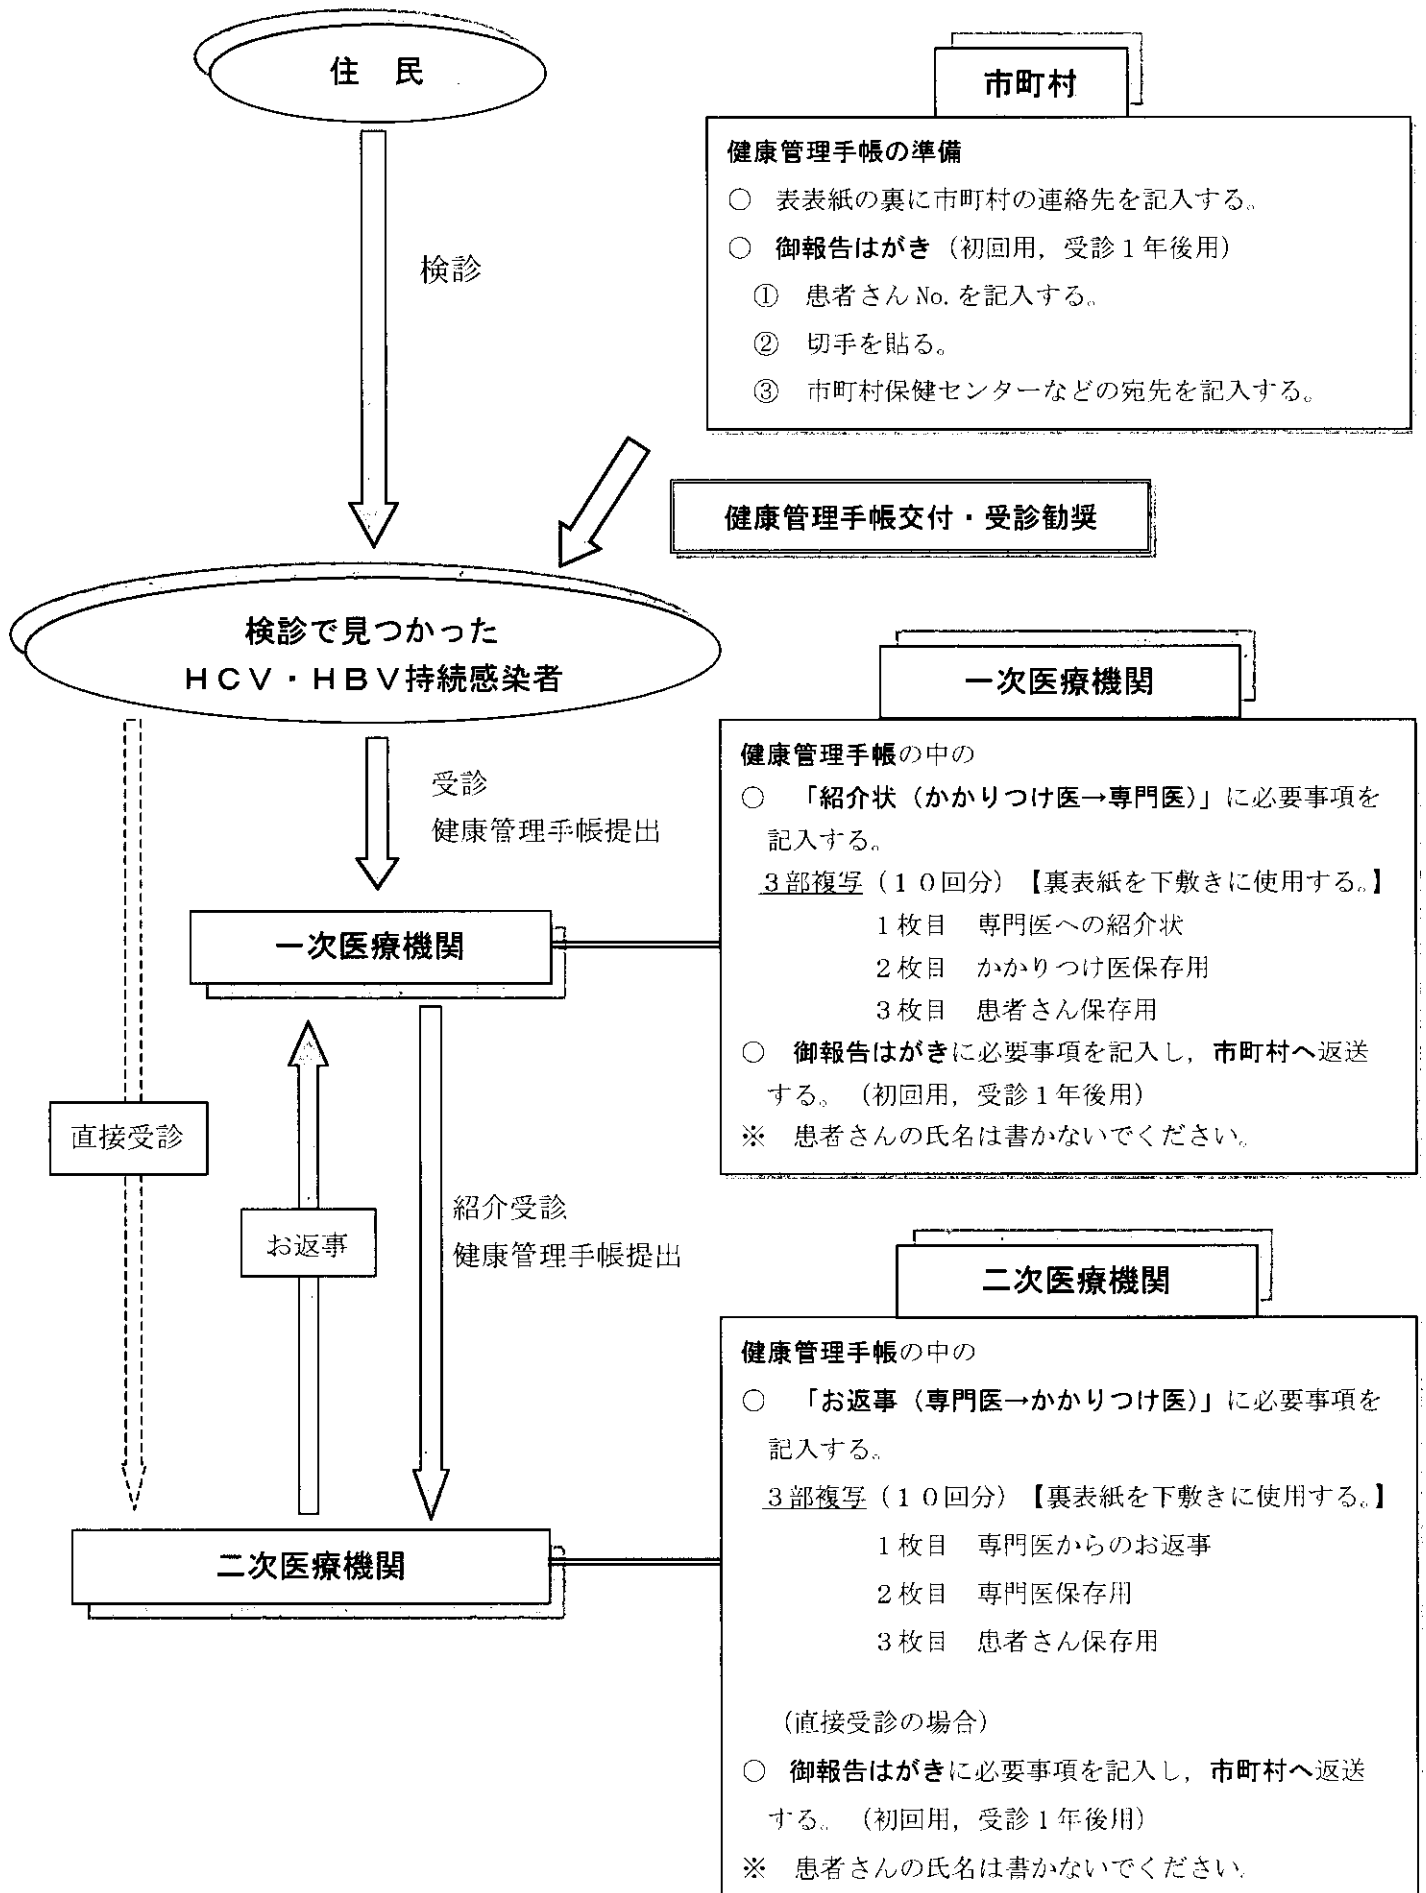 住　民
市町村
健康管理手帳の準備
○　表表紙の裏に市町村の連絡先を記入する。
○　御報告はがき（初回用，受診１年後用）
①　患者さん No. を記入する。
②　切手を貼る。
③　市町村保健センターなどの宛先を記入する。
検診
健康管理手帳交付・受診勧奨
検診で見つかった
ＨＣＶ・ＨＢＶ持続感染者
受診
健康管理手帳提出
一次医療機関
一次医療機関
健康管理手帳の中の
○　「紹介状（かかりつけ医→専門医）」に必要事項を
記入する。
３部複写（１０回分）【裏表紙を下敷きに使用する。】
１枚目　専門医への紹介状
２枚目　かかりつけ医保存用
３枚目　患者さん保存用
○　御報告はがきに必要事項を記入し，市町村へ返送
する。（初回用，受診１年後用）
※　患者さんの氏名は書かないでください。
直接受診
お返事
紹介受診
健康管理手帳提出
二次医療機関
二次医療機関
健康管理手帳の中の
○　「お返事（専門医→かかりつけ医）」に必要事項を
記入する。
３部複写（１０回分）【裏表紙を下敷きに使用する。】
１枚目　専門医からのお返事
２枚目　専門医保存用
３枚目　患者さん保存用
（直接受診の場合）
○　御報告はがきに必要事項を記入し，市町村へ返送
する。（初回用，受診１年後用）
※　患者さんの氏名は書かないでください。